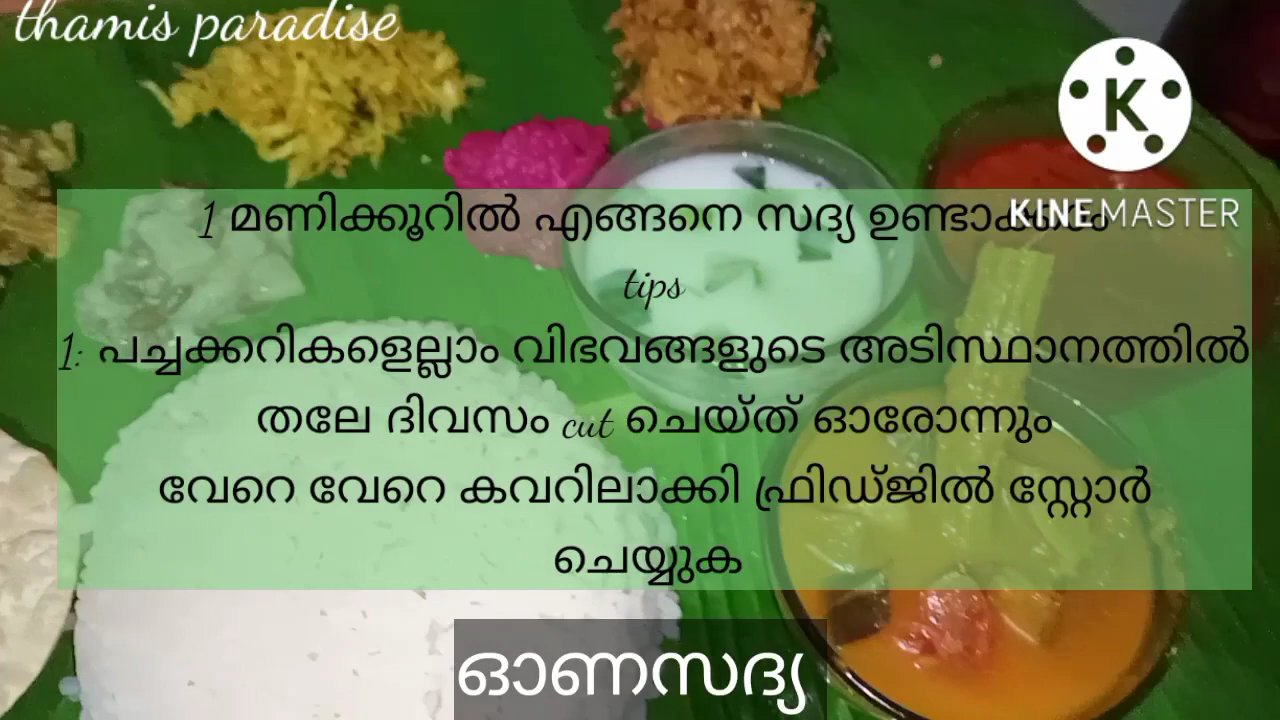 thamis paradise
K
KINEMASTER
1 മണിക്കൂറിൽ എങ്ങനെ സദ്യ
tips
1: പച്ചക്കറികളെല്ലാം വിഭവങ്ങളുടെ അടിസ്ഥാനത്തിൽ
തലേ ദിവസം cut ചെയ്ത് ഓരോന്നും
വേറെ വേറെ കവറിലാക്കി ഫ്രിഡ്ജിൽ സ്റ്റോർ
ചെയ്യുക
ഓണസദ്യ